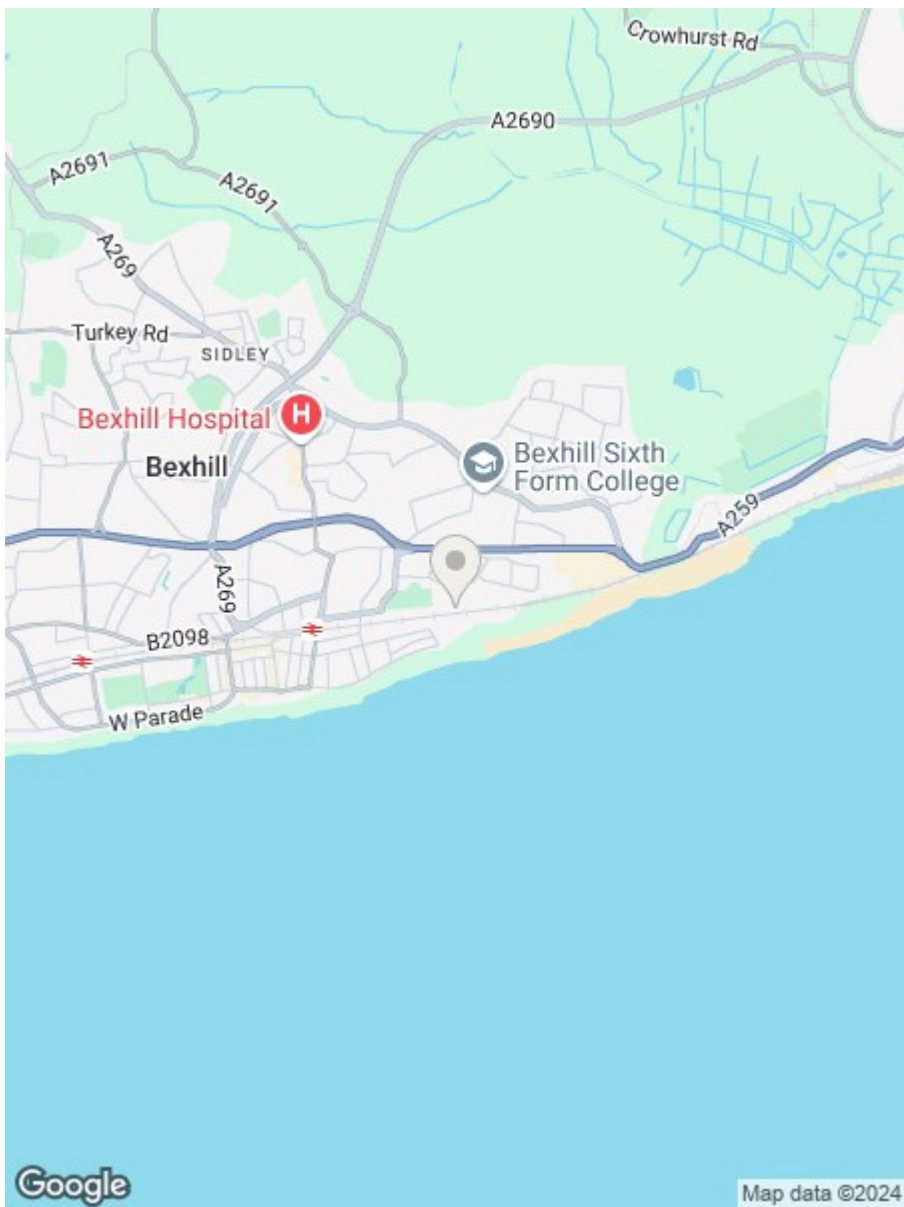 Crowhurst Rd
A2690
A2691
A2691
A269
Turkey Rd
SIDLEY
Bexhill Hospital
H
Bexhill
Bexhill Sixth
Form College
A259
A269
B2098
W Parade
Google
Map data ©2024